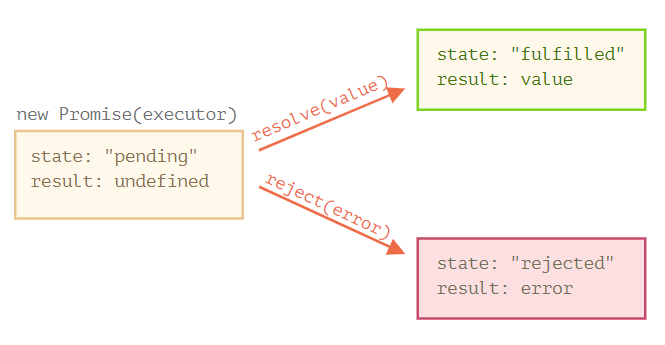 new Promise(executor)
state: "pending"
result: undefined
resolve(value)
reject(error)
state: "fulfilled"
result: value
state: "rejected"
result: error